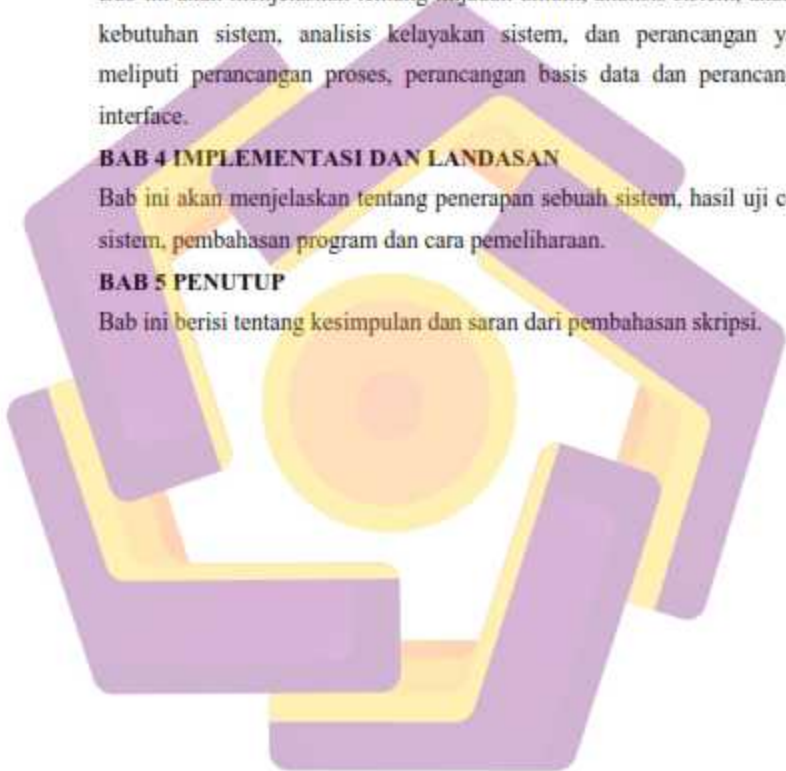 kebutuhan sistem, analisis kelayakan sistem, dan perancangan
meliputi perancangan proses, perancangan basis data dan
interface.
BAB 4 IMPLEMENTASI DAN LANDASAN
Bab ini akan menjelaskan tentang penerapan sebuah sistem, hasil uji
sistem, pembahasan program dan cara pemeliharaan.
BAB 5 PENUTUP
Bab ini berisi tentang kesimpulan dan saran dari pembahasan skripsi.